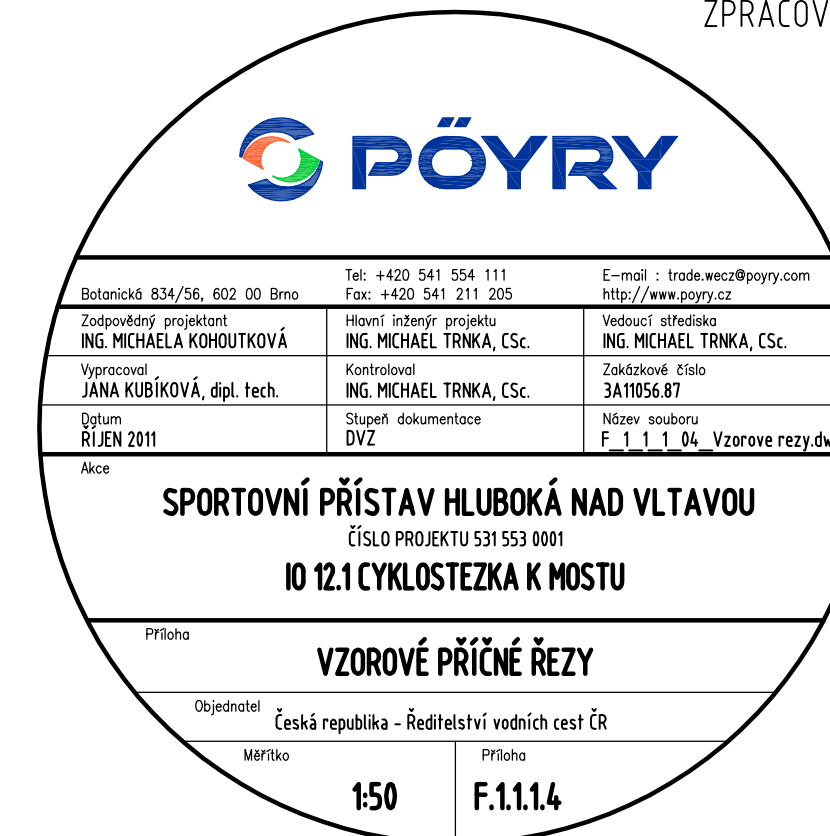 ZPRACOV
PÖYRY
Botanická 834/56, 602 00 Brno
Tel: +420 541 554 111
Fax: +420 541 211 205
E-mail : trade.wecz@poyry.com
http://www.poyry.cz
Zodpovědný projektant
ING. MICHAELA KOHOUTKOVÁ
Hlavní inženýr projektu
ING. MICHAEL TRNKA, CSc.
Vedoucí střediska
ING. MICHAEL TRNKA, CSc.
Vypracoval
JANA KUBÍKOVÁ, dipl. tech.
Kontroloval
ING. MICHAEL TRNKA, CSc.
Zakázkové číslo
3A11056.87
Datum
ŘÍJEN 2011
Stupeň dokumentace
DVZ
Název souboru
F_1_1_1_04_Vzorove rezy.dw
Akce
SPORTOVNÍ PŘÍSTAV HLUBOKÁ NAD VLTAVOU
ČÍSLO PROJEKTU 531 553 0001
IO 12.1 CYKLOSTEZKA K MOSTU
Příloha
VZOROVÉ PŘÍČNÉ ŘEZY
Objednatel
Česká republika - Ředitelství vodních cest ČR
Měřítko
1:50
Příloha
F.1.1.1.4